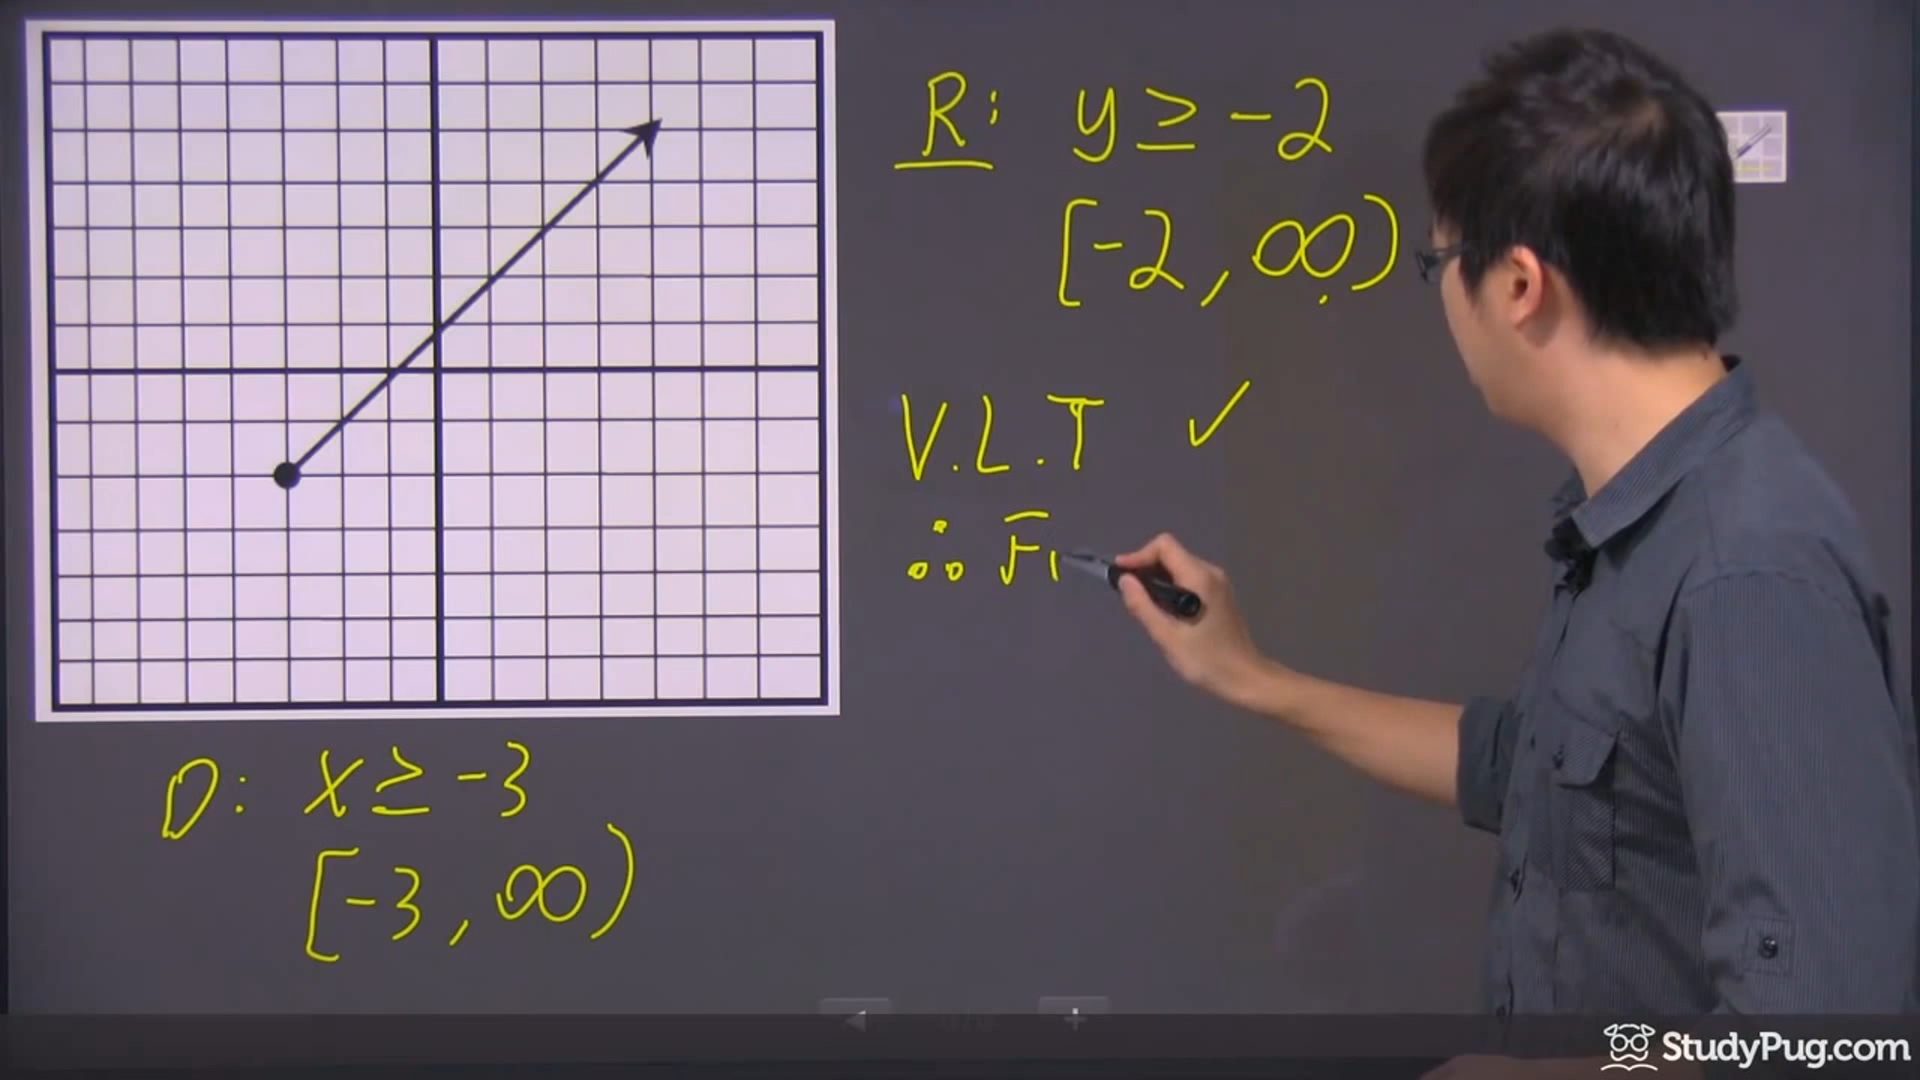 R: y ≥ -2
[-2, ∞)
V.L.T ✓
∴ F
D: x ≥ -3
[-3, ∞)
StudyPug.com